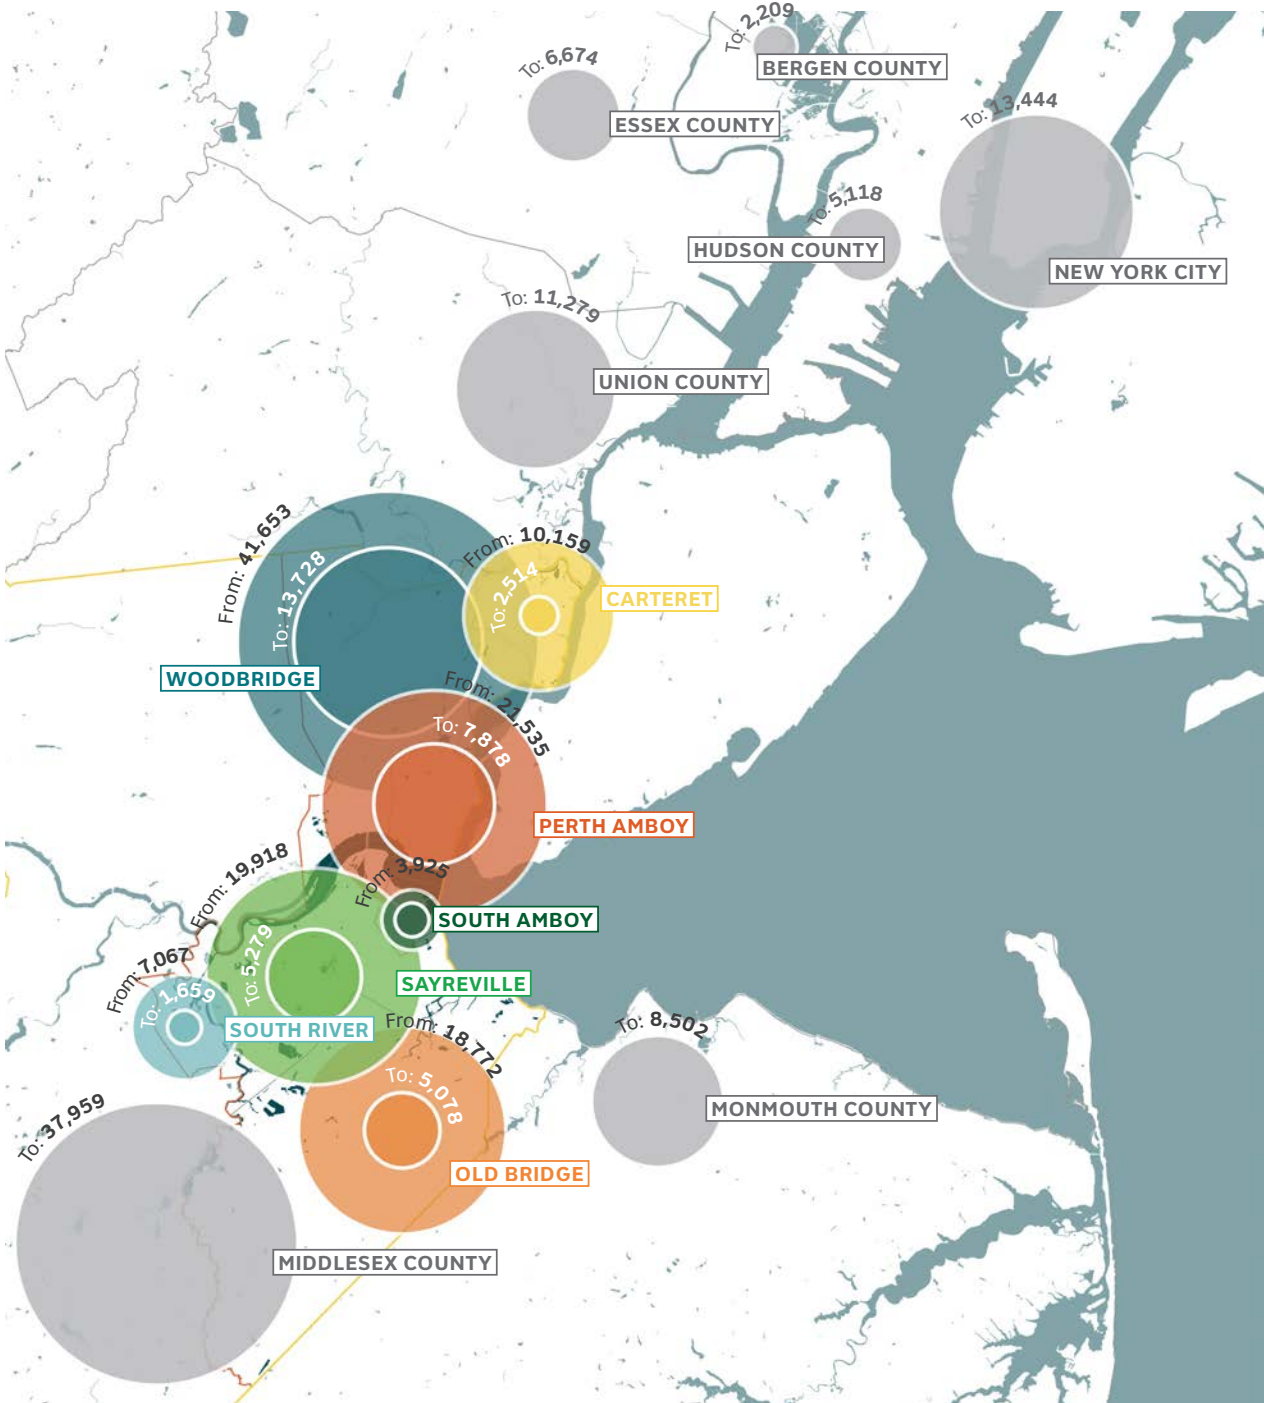 To: 2,209
BERGEN COUNTY
To: 6,674
ESSEX COUNTY
To: 13,444
NEW YORK CITY
To: 5,118
HUDSON COUNTY
To: 11,279
UNION COUNTY
From: 41,653
To: 13,728
WOODBRIDGE
From: 10,159
To: 2,514
CARTERET
From: 21,535
To: 7,878
PERTH AMBOY
From: 3,925
SOUTH AMBOY
From: 19,918
To: 5,279
SAYREVILLE
From: 7,067
To: 1,659
SOUTH RIVER
From: 18,772
To: 5,078
OLD BRIDGE
To: 8,502
MONMOUTH COUNTY
To: 37,959
MIDDLESEX COUNTY